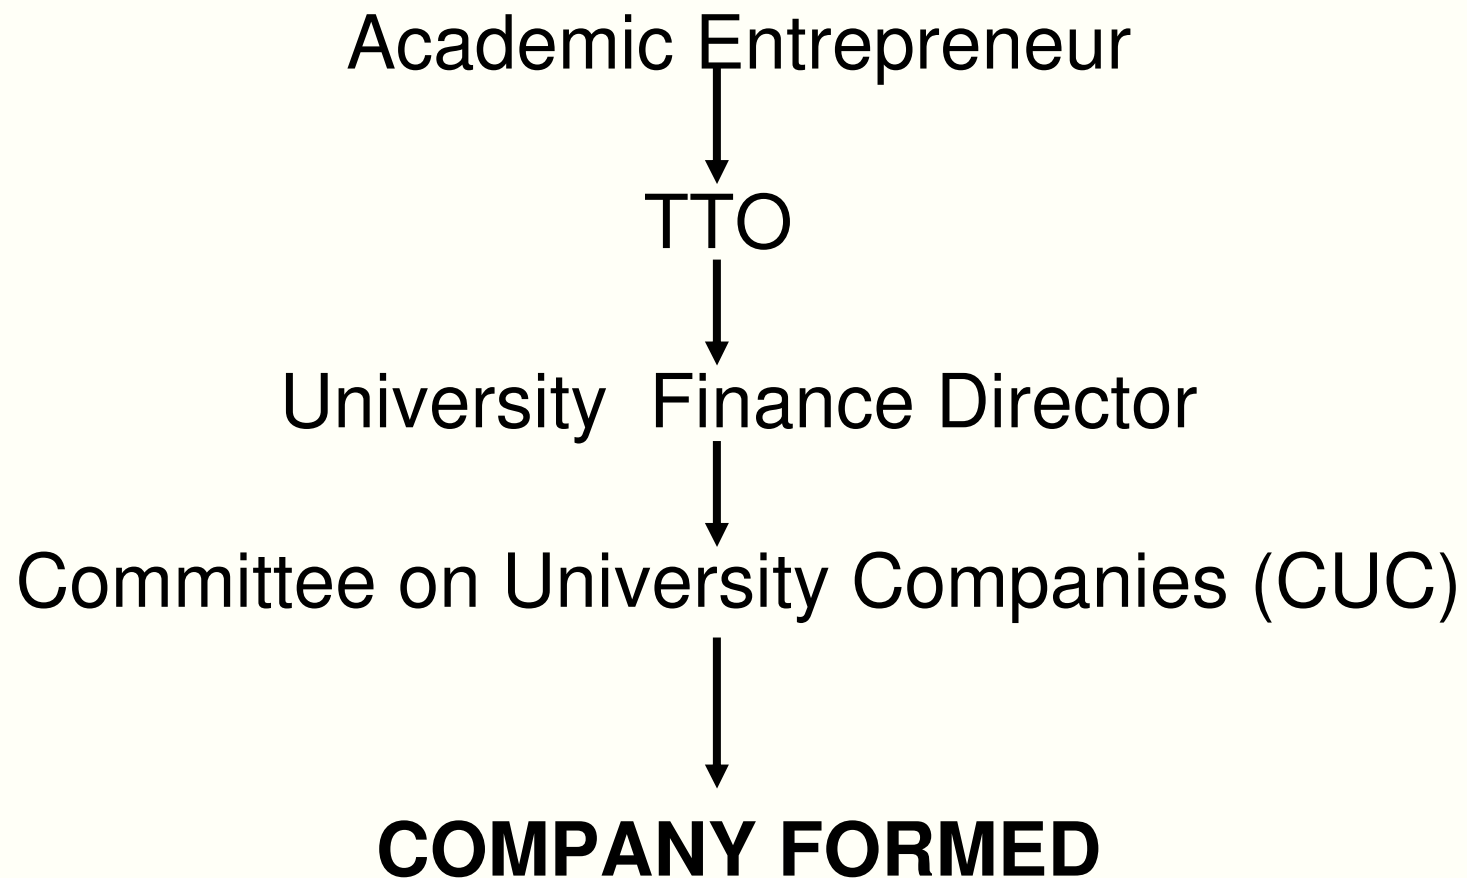 Academic Entrepreneur
TTO
University  Finance Director
Committee on University Companies (CUC)
COMPANY FORMED